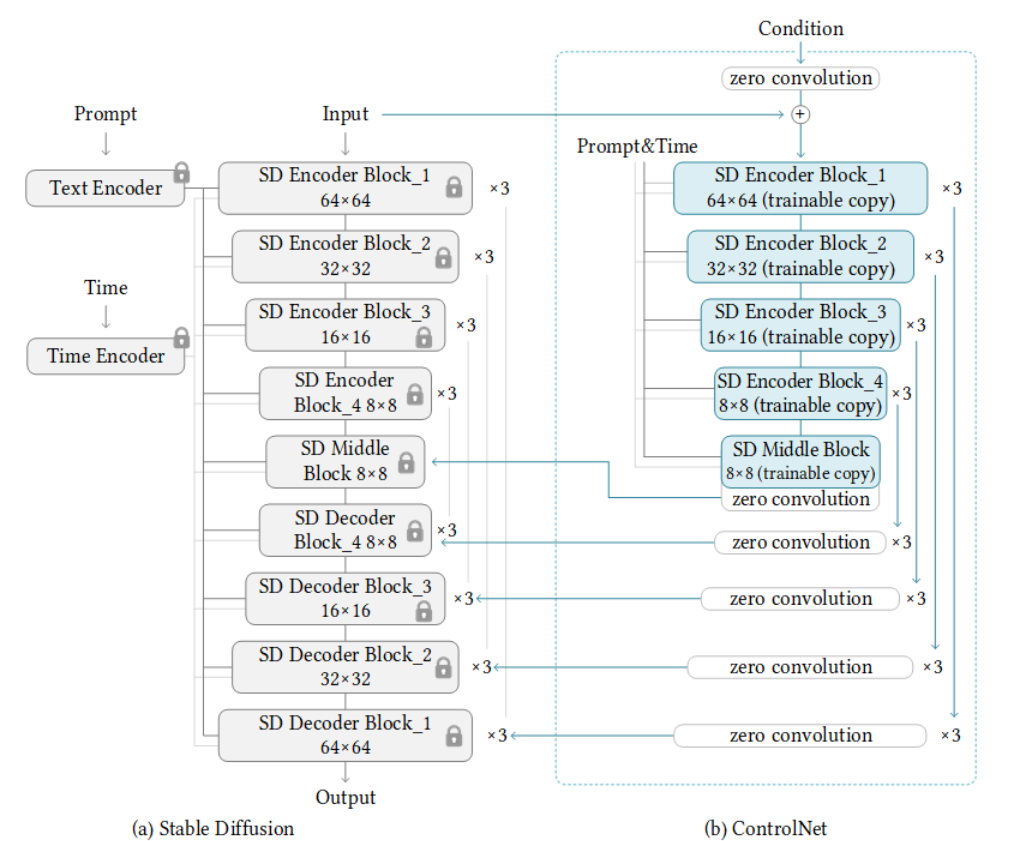 Condition
zero convolution
Prompt
Input
+
Prompt&Time
Text Encoder
SD Encoder Block_1
64×64
×3
SD Encoder Block_1
64×64 (trainable copy)
×3
SD Encoder Block_2
32×32
×3
SD Encoder Block_2
32×32 (trainable copy)
×3
Time
Time Encoder
SD Encoder Block_3
16×16
×3
SD Encoder Block_3
16×16 (trainable copy)
×3
SD Encoder
Block_4 8×8
×3
SD Encoder Block_4
8×8 (trainable copy)
×3
SD Middle
Block 8×8
SD Middle Block
8×8 (trainable copy)
zero convolution
SD Decoder
Block_4 8×8
×3
zero convolution
×3
SD Decoder Block_3
16×16
×3
zero convolution
×3
SD Decoder Block_2
32×32
×3
zero convolution
×3
SD Decoder Block_1
64×64
×3
zero convolution
×3
Output
(a) Stable Diffusion
(b) ControlNet